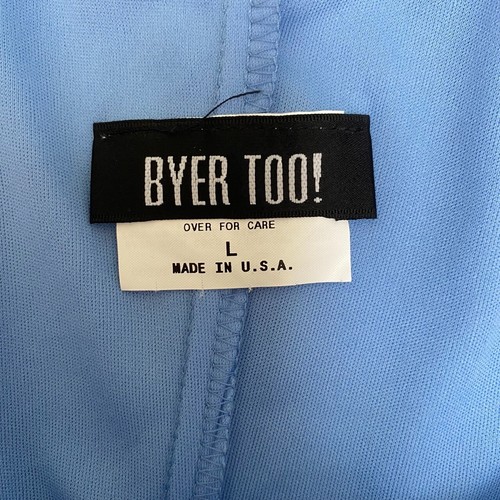 BYER TOO!
OVER FOR CARE
L
MADE IN U.S.A.